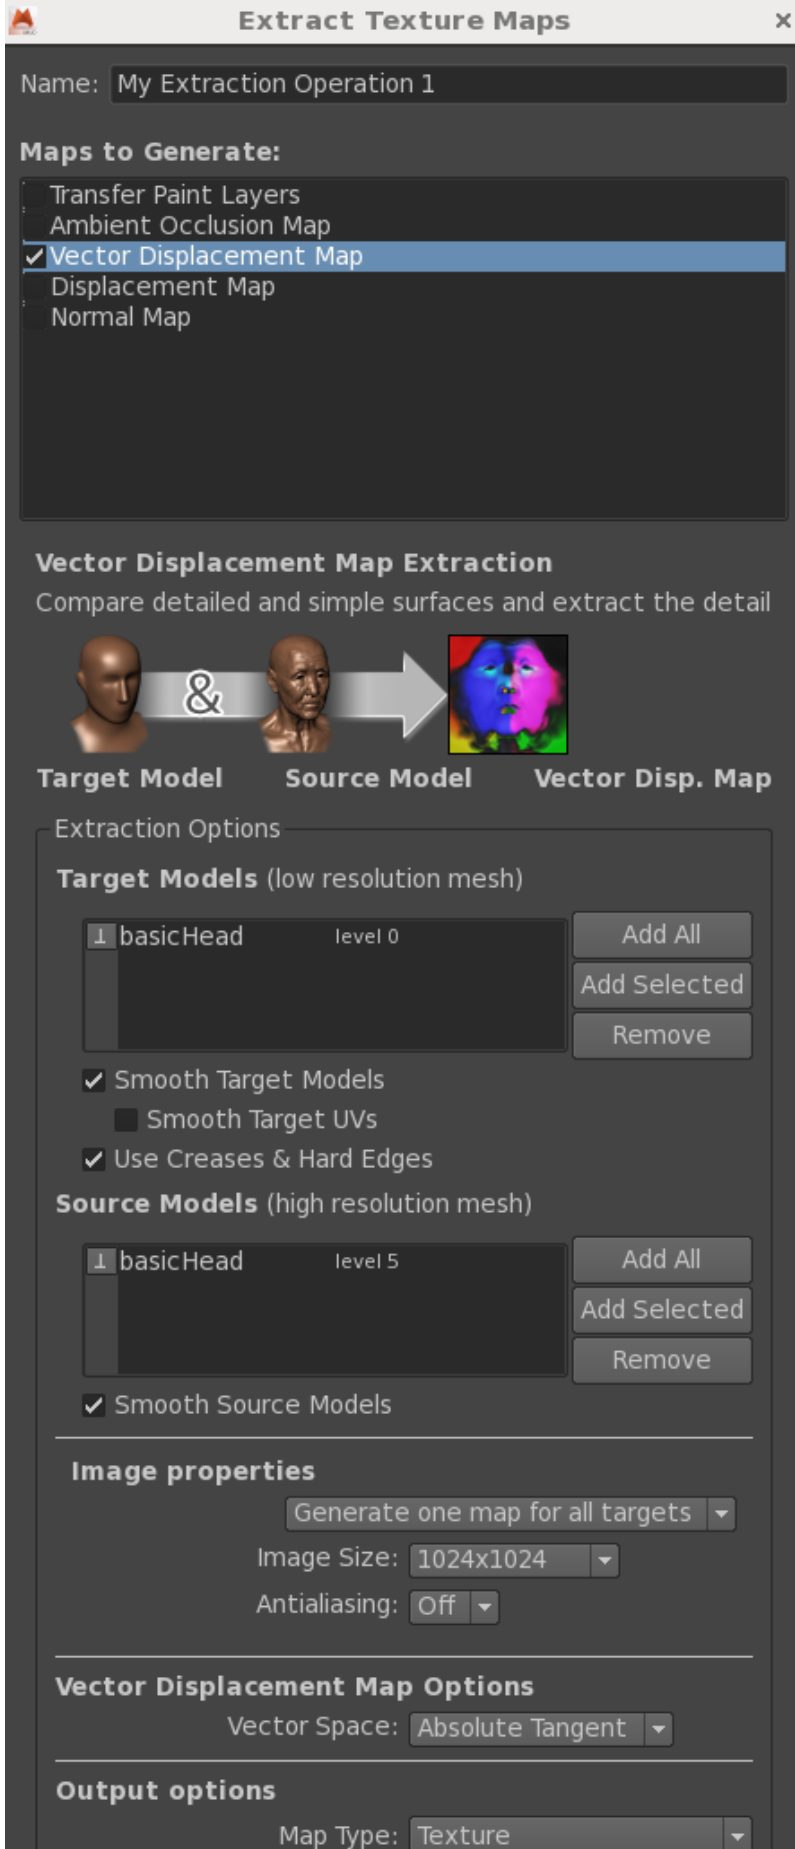 Extract Texture Maps
Name: My Extraction Operation 1
Maps to Generate:
Transfer Paint Layers
Ambient Occlusion Map
Vector Displacement Map
Displacement Map
Normal Map
Vector Displacement Map Extraction
Compare detailed and simple surfaces and extract the detail
&
Target Model Source Model Vector Disp. Map
Extraction Options
Target Models (low resolution mesh)
basicHead level 0
Add All
Add Selected
Remove
Smooth Target Models
Smooth Target UVs
Use Creases & Hard Edges
Source Models (high resolution mesh)
basicHead level 5
Add All
Add Selected
Remove
Smooth Source Models
Image properties
Generate one map for all targets
Image Size: 1024x1024
Antialiasing: Off
Vector Displacement Map Options
Vector Space: Absolute Tangent
Output options
Map Type: Texture